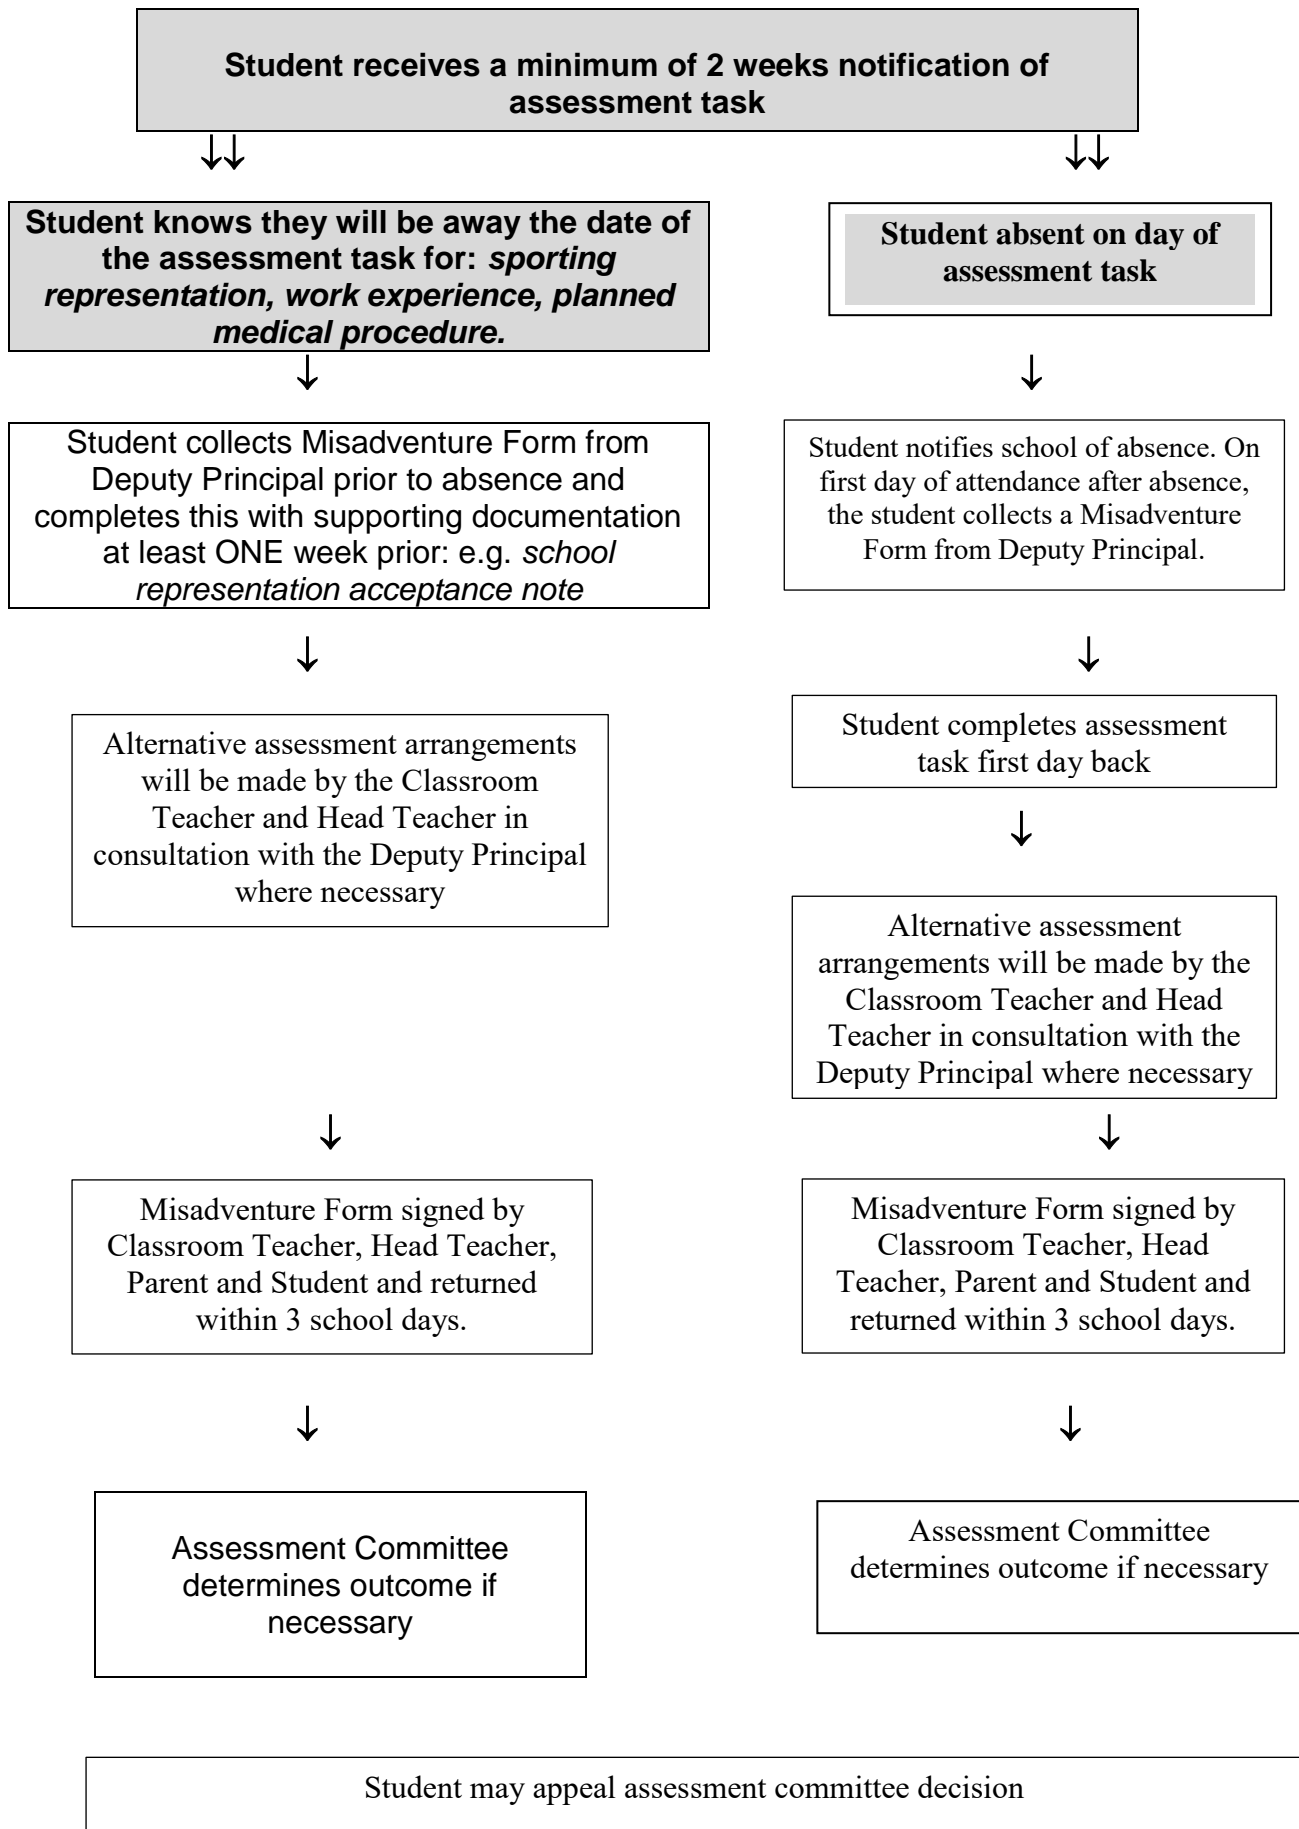 Student receives a minimum of 2 weeks notification of
assessment task
↓↓
↓↓
Student knows they will be away the date of
the assessment task for: sporting
representation, work experience, planned
medical procedure.
↓
Student collects Misadventure Form from
Deputy Principal prior to absence and
completes this with supporting documentation
at least ONE week prior: e.g. school
representation acceptance note
↓
Alternative assessment arrangements
will be made by the Classroom
Teacher and Head Teacher in
consultation with the Deputy Principal
where necessary
↓
Misadventure Form signed by
Classroom Teacher, Head Teacher,
Parent and Student and returned
within 3 school days.
↓
Assessment Committee
determines outcome if
necessary
Student absent on day of
assessment task
↓
Student notifies school of absence. On
first day of attendance after absence,
the student collects a Misadventure
Form from Deputy Principal.
↓
Student completes assessment
task first day back
↓
Alternative assessment
arrangements will be made by the
Classroom Teacher and Head
Teacher in consultation with the
Deputy Principal where necessary
↓
Misadventure Form signed by
Classroom Teacher, Head
Teacher, Parent and Student and
returned within 3 school days.
↓
Assessment Committee
determines outcome if necessary
Student may appeal assessment committee decision